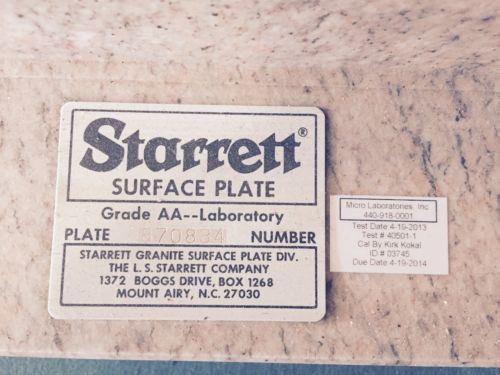 Starrett®
SURFACE PLATE
Grade AA--Laboratory
PLATE NUMBER
STARRETT GRANITE SURFACE PLATE DIV.
THE L. S. STARRETT COMPANY
1372 BOGGS DRIVE, BOX 1268
MOUNT AIRY, N.C. 27030
Micro Laboratories, Inc
440-918-0001
Test Date 4-19-2013
Test # 40501-1
Cal By Kirk Kokal
ID # 03745
Due Date 4-19-2014